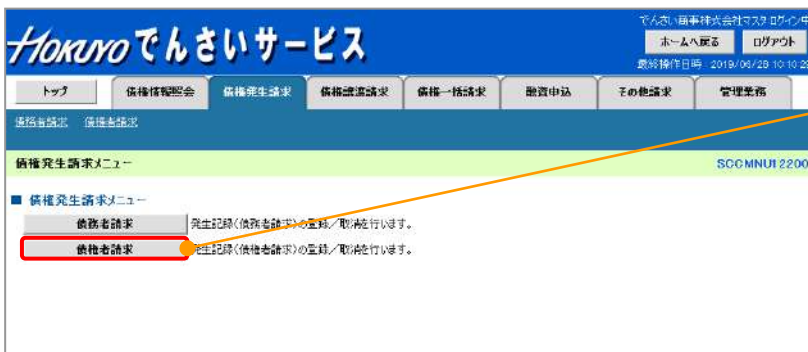 でんさい商事株式会社マスタ ログイン中
HOKUYOでんさいサービス
ホームへ戻る ログアウト
最終操作日時:2019/06/28 10:10:29
トップ 債権情報照会 債権発生請求 債権譲渡請求 債権一括請求 融資申込 その他請求 管理業務
債務者請求 債権者請求
債権発生請求メニュー SCCMNU12200
■ 債権発生請求メニュー
債務者請求 発生記録(債務者請求)の登録/取消を行います。
債権者請求 発生記録(債権者請求)の登録/取消を行います。